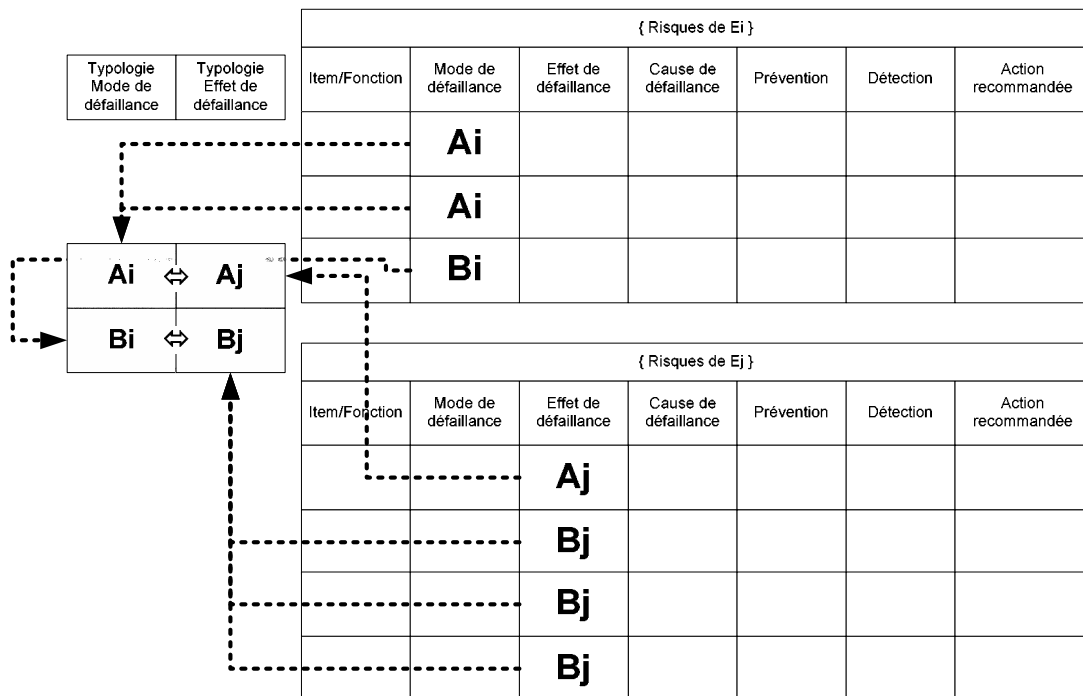 { Risques de Ei }
Typologie
Mode de
défaillance
Typologie
Effet de
défaillance
Item/Fonction
Mode de
défaillance
Effet de
défaillance
Cause de
défaillance
Prévention
Détection
Action
recommandée
Ai
Ai
Bi
Ai ⇔ Aj
Bi ⇔ Bj
{ Risques de Ej }
Item/Fonction
Mode de
défaillance
Effet de
défaillance
Cause de
défaillance
Prévention
Détection
Action
recommandée
Aj
Bj
Bj
Bj